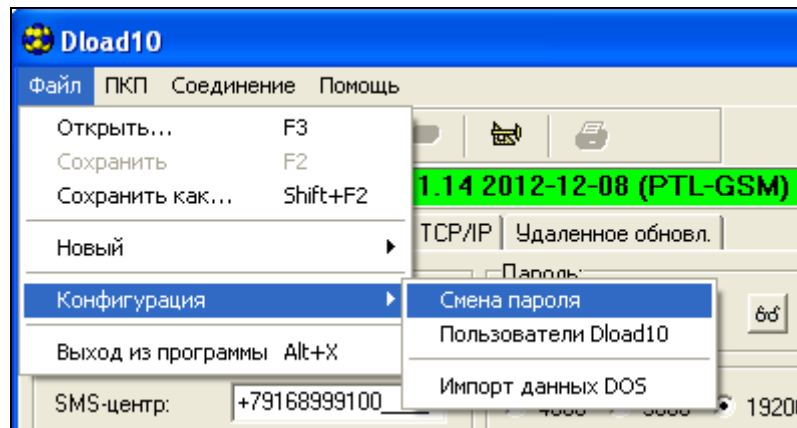 Dload10
Файл ПКП Соединение Помощь
Открыть... F3
Сохранить F2
Сохранить как... Shift+F2
1.14 2012-12-08 (PTL-GSM)
TCP/IP Удаленное обновл.
Новый
Пароль:
Конфигурация
Смена пароля
Пользователи Dload10
Выход из программы Alt+X
Импорт данных DOS
SMS-центр: +79168999100____